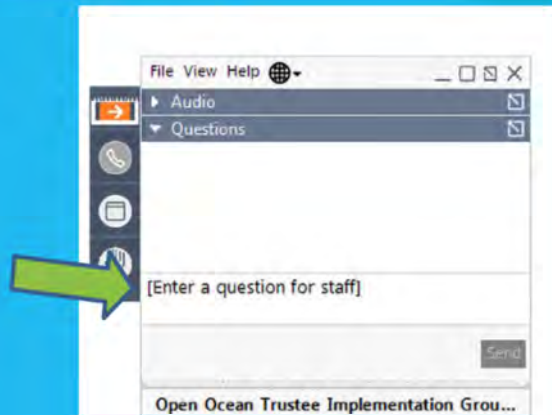 File View Help
Audio
Questions
[Enter a question for staff]
Send
Open Ocean Trustee Implementation Grou...